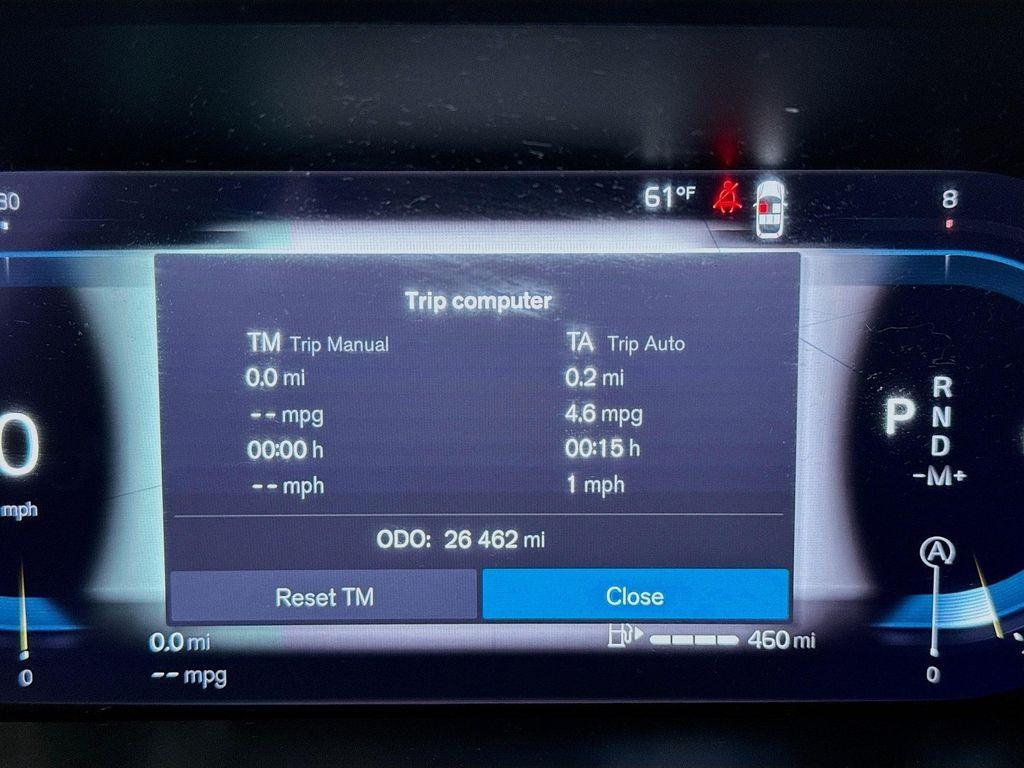 30
61°F
8
Trip computer
TM Trip Manual
TA Trip Auto
0.0 mi
0.2 mi
-- mpg
4.6 mpg
00:00 h
00:15 h
-- mph
1 mph
ODO: 26 462 mi
Reset TM
Close
0
mph
P
R
N
D
-M+
A
0.0 mi
460 mi
-- mpg
0
0